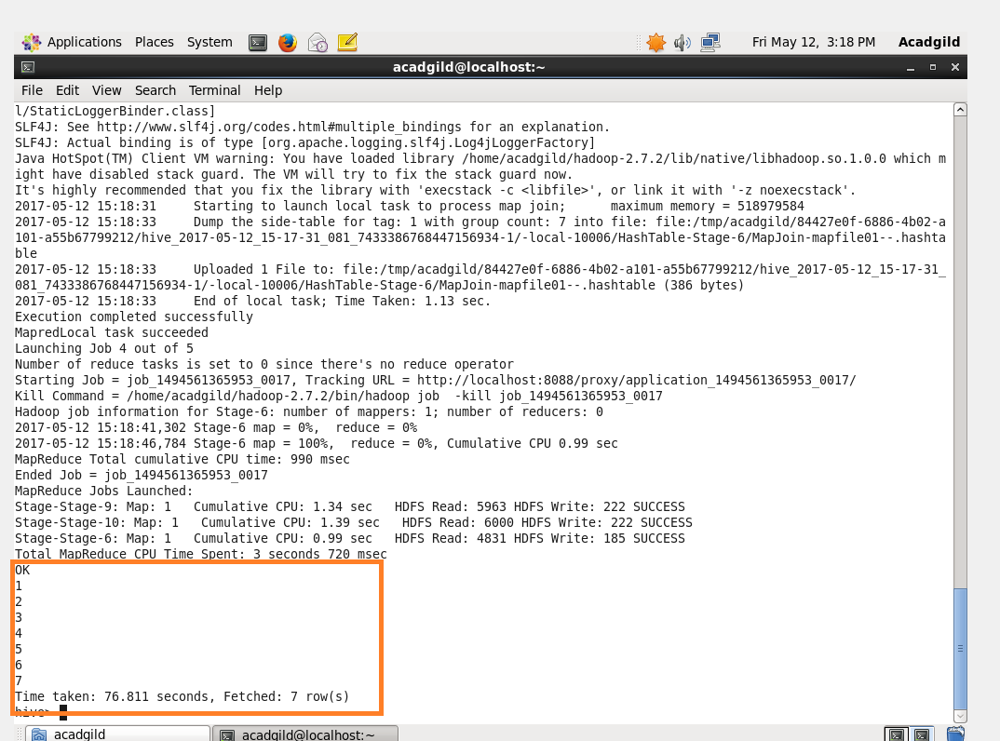 Applications Places System Fri May 12, 3:18 PM Acadgild
acadgild@localhost:~
File Edit View Search Terminal Help
l/StaticLoggerBinder.class]
SLF4J: See http://www.slf4j.org/codes.html#multiple_bindings for an explanation.
SLF4J: Actual binding is of type [org.apache.logging.slf4j.Log4jLoggerFactory]
Java HotSpot(TM) Client VM warning: You have loaded library /home/acadgild/hadoop-2.7.2/lib/native/libhadoop.so.1.0.0 which m
ight have disabled stack guard. The VM will try to fix the stack guard now.
It's highly recommended that you fix the library with 'execstack -c <libfile>', or link it with '-z noexecstack'.
2017-05-12 15:18:31     Starting to launch local task to process map join;      maximum memory = 518979584
2017-05-12 15:18:33     Dump the side-table for tag: 1 with group count: 7 into file: file:/tmp/acadgild/84427e0f-6886-4b02-a
101-a55b67799212/hive_2017-05-12_15-17-31_081_7433386768447156934-1/-local-10006/HashTable-Stage-6/MapJoin-mapfile01--.hashta
ble
2017-05-12 15:18:33     Uploaded 1 File to: file:/tmp/acadgild/84427e0f-6886-4b02-a101-a55b67799212/hive_2017-05-12_15-17-31_
081_7433386768447156934-1/-local-10006/HashTable-Stage-6/MapJoin-mapfile01--.hashtable (386 bytes)
2017-05-12 15:18:33     End of local task; Time Taken: 1.13 sec.
Execution completed successfully
MapredLocal task succeeded
Launching Job 4 out of 5
Number of reduce tasks is set to 0 since there's no reduce operator
Starting Job = job_1494561365953_0017, Tracking URL = http://localhost:8088/proxy/application_1494561365953_0017/
Kill Command = /home/acadgild/hadoop-2.7.2/bin/hadoop job  -kill job_1494561365953_0017
Hadoop job information for Stage-6: number of mappers: 1; number of reducers: 0
2017-05-12 15:18:41,302 Stage-6 map = 0%,  reduce = 0%
2017-05-12 15:18:46,784 Stage-6 map = 100%,  reduce = 0%, Cumulative CPU 0.99 sec
MapReduce Total cumulative CPU time: 990 msec
Ended Job = job_1494561365953_0017
MapReduce Jobs Launched:
Stage-Stage-9: Map: 1   Cumulative CPU: 1.34 sec   HDFS Read: 5963 HDFS Write: 222 SUCCESS
Stage-Stage-10: Map: 1   Cumulative CPU: 1.39 sec   HDFS Read: 6000 HDFS Write: 222 SUCCESS
Stage-Stage-6: Map: 1   Cumulative CPU: 0.99 sec   HDFS Read: 4831 HDFS Write: 185 SUCCESS
Total MapReduce CPU Time Spent: 3 seconds 720 msec
OK
1
2
3
4
5
6
7
Time taken: 76.811 seconds, Fetched: 7 row(s)
hive>
acadgild acadgild@localhost:~